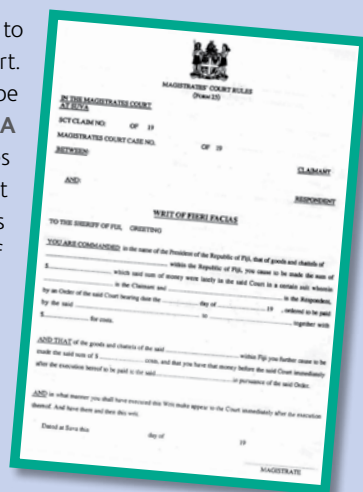 to
rt.
be
A
es
t
s
f
MAGISTRATES' COURT RULES
(Form 25)
IN THE MAGISTRATES COURT
AT SUVA
SCT CLAIM NO: OF 19
MAGISTRATES COURT CASE NO. OF 19
BETWEEN:
CLAIMANT
AND:
RESPONDENT
WRIT OF FIERI FACIAS
TO THE SHERIFF OF FIJI, GREETING
YOU ARE COMMANDED in the name of the President of the Republic of Fiji, that of goods and chattels of
within the Republic of Fiji, you cause to be made the sum of
$ which said sum of money were lately in the said Court in a certain suit wherein
is the Claimant and is the Respondent,
by an Order of the said Court bearing date the day of 19 , ordered to be paid
by the said to together with
$ for costs.
AND THAT of the goods and chattels of the said within Fiji you further cause to be
made the said sum of $ costs, and that you have that money before the said Court immediately
after the execution hereof to be paid to the said in pursuance of the said Order.
AND in what manner you shall have executed this Writ make appear to the Court immediately after the execution
thereof. And have there and then this writ.
Dated at Suva this day of 19
MAGISTRATE